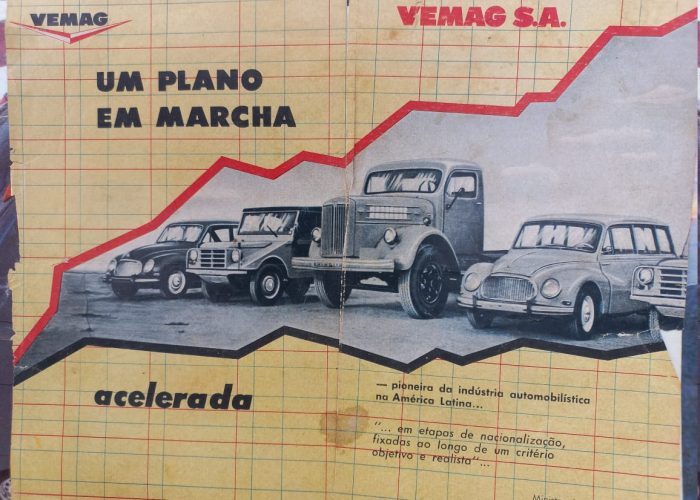 VEMAG
VEMAG S.A.
UM PLANO
EM MARCHA
acelerada
— pioneira da indústria automobilística
na América Latina...
"... em etapas de nacionalização,
fixadas ao longo de um critério
objetivo e realista"...